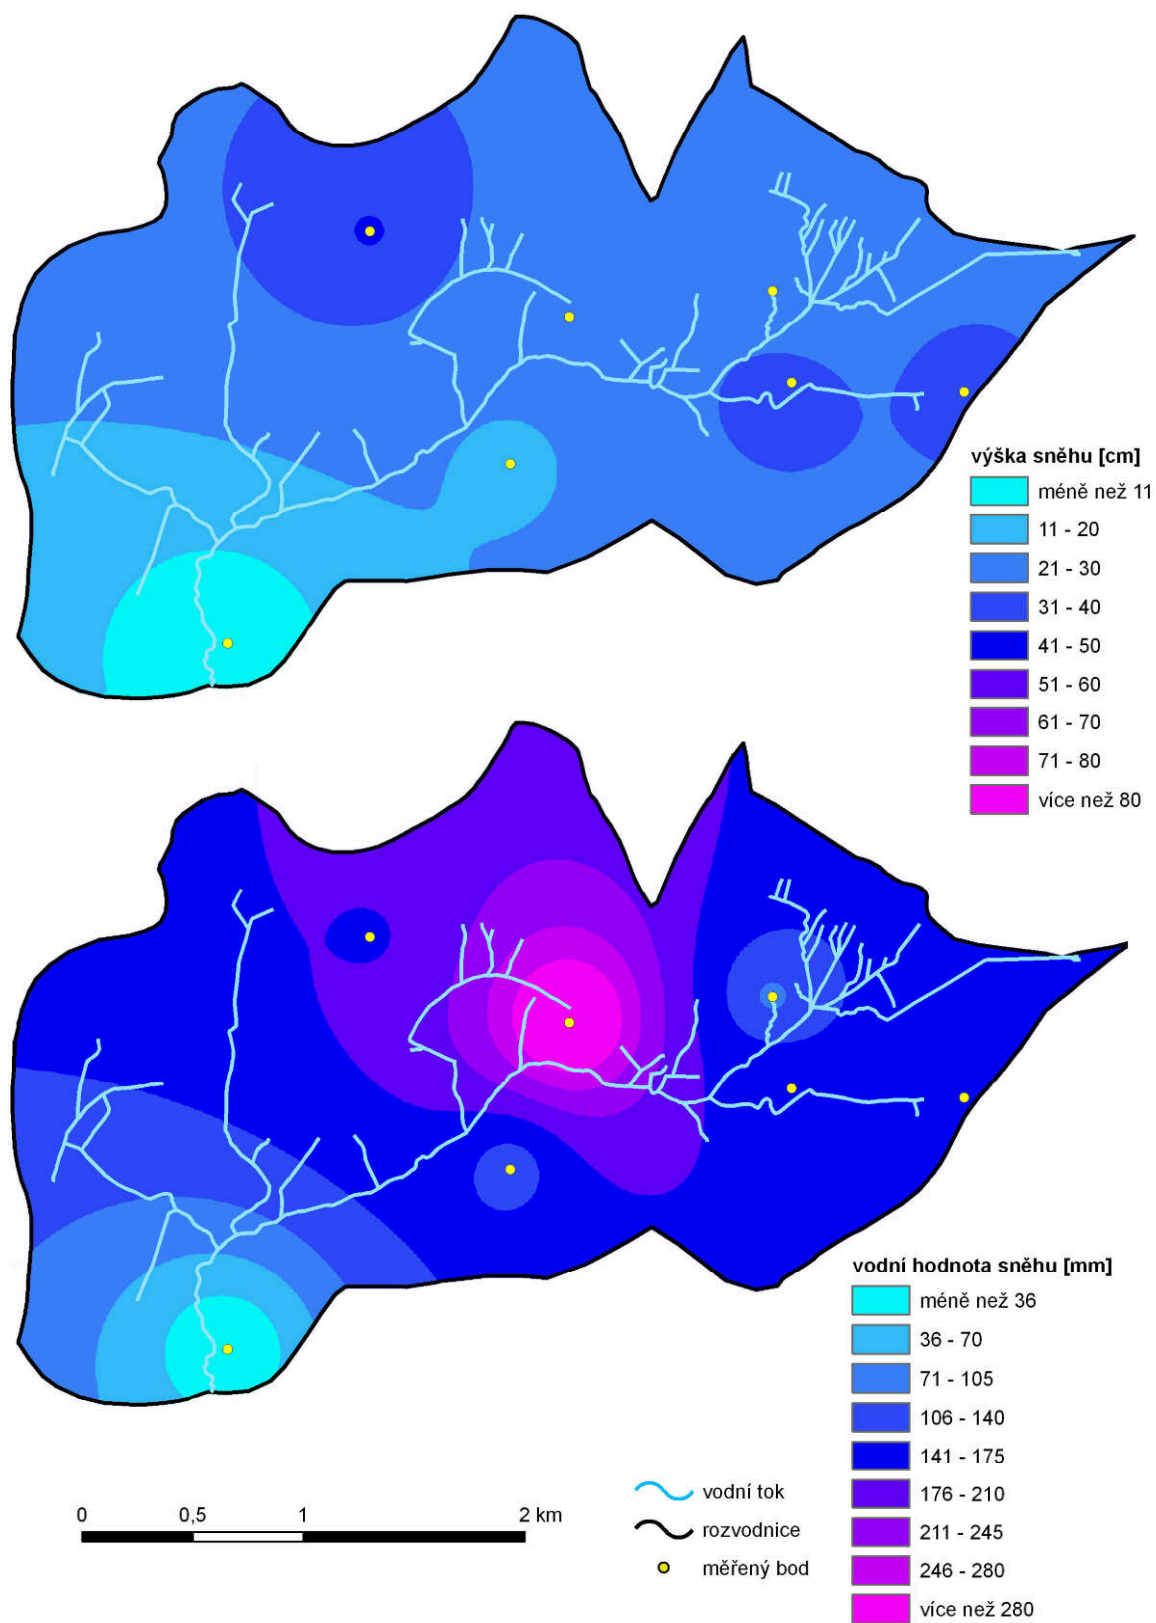 výška sněhu [cm]
méně než 11
11 - 20
21 - 30
31 - 40
41 - 50
51 - 60
61 - 70
71 - 80
více než 80
vodní hodnota sněhu [mm]
méně než 36
36 - 70
71 - 105
106 - 140
141 - 175
176 - 210
211 - 245
246 - 280
více než 280
0 0,5 1 2 km
vodní tok
rozvodnice
měřený bod